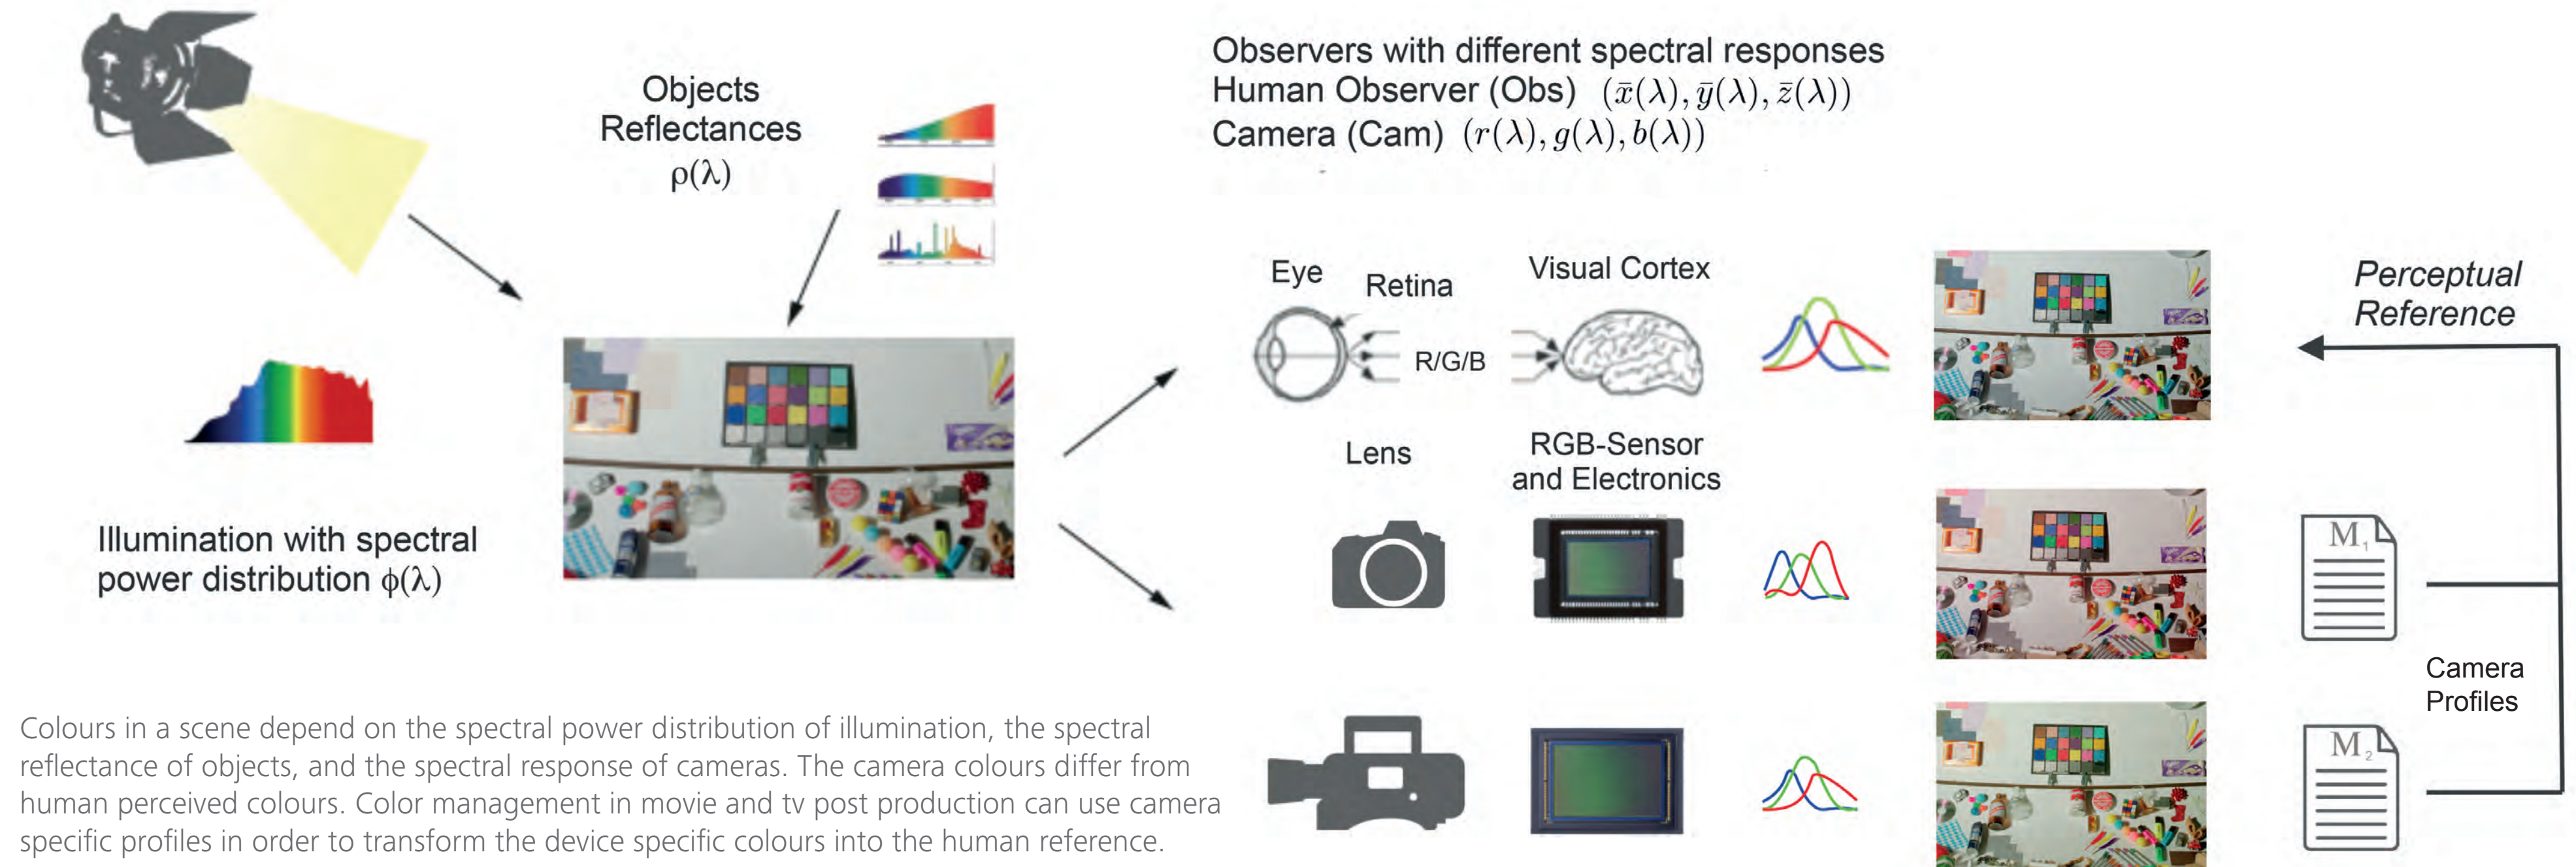 Objects
Reflectances
ρ(λ)
Observers with different spectral responses
Human Observer (Obs) (x̄(λ), ȳ(λ), z̄(λ))
Camera (Cam) (r(λ), g(λ), b(λ))
Illumination with spectral
power distribution ϕ(λ)
Eye
Retina
Visual Cortex
R/G/B
Perceptual
Reference
Lens
RGB-Sensor
and Electronics
M₁
Camera
Profiles
M₂
Colours in a scene depend on the spectral power distribution of illumination, the spectral
reflectance of objects, and the spectral response of cameras. The camera colours differ from
human perceived colours. Color management in movie and tv post production can use camera
specific profiles in order to transform the device specific colours into the human reference.